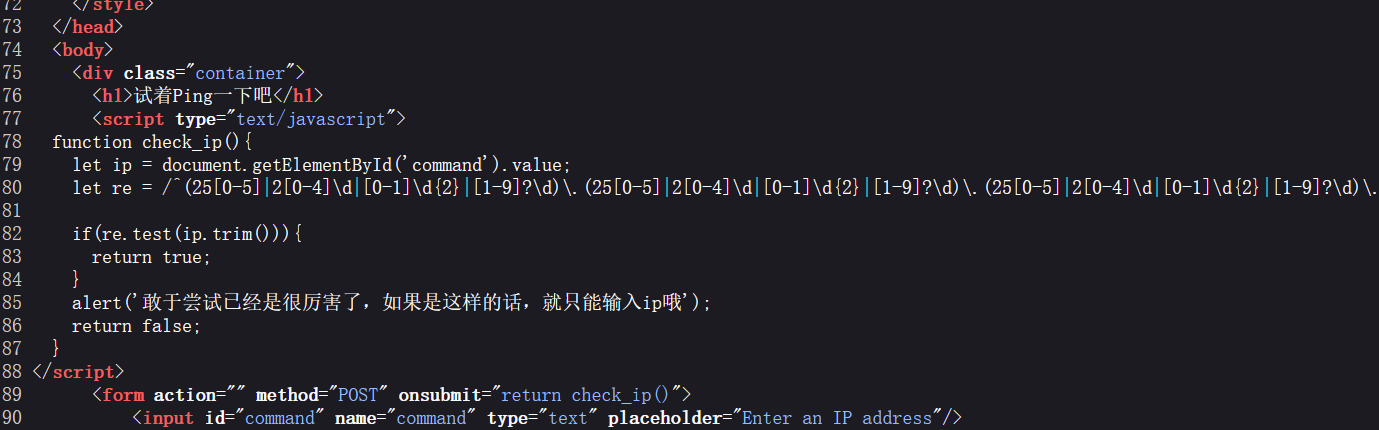 72     </style>
73   </head>
74   <body>
75     <div class="container">
76       <h1>试着Ping一下吧</h1>
77       <script type="text/javascript">
78   function check_ip(){
79     let ip = document.getElementById('command').value;
80     let re = /^(25[0-5]|2[0-4]\d|[0-1]\d{2}|[1-9]?\d)\.(25[0-5]|2[0-4]\d|[0-1]\d{2}|[1-9]?\d)\.(25[0-5]|2[0-4]\d|[0-1]\d{2}|[1-9]?\d)\.
81
82     if(re.test(ip.trim())){
83       return true;
84     }
85     alert('敢于尝试已经是很厉害了，如果是这样的话，就只能输入ip哦');
86     return false;
87   }
88 </script>
89       <form action="" method="POST" onsubmit="return check_ip()">
90           <input id="command" name="command" type="text" placeholder="Enter an IP address"/>